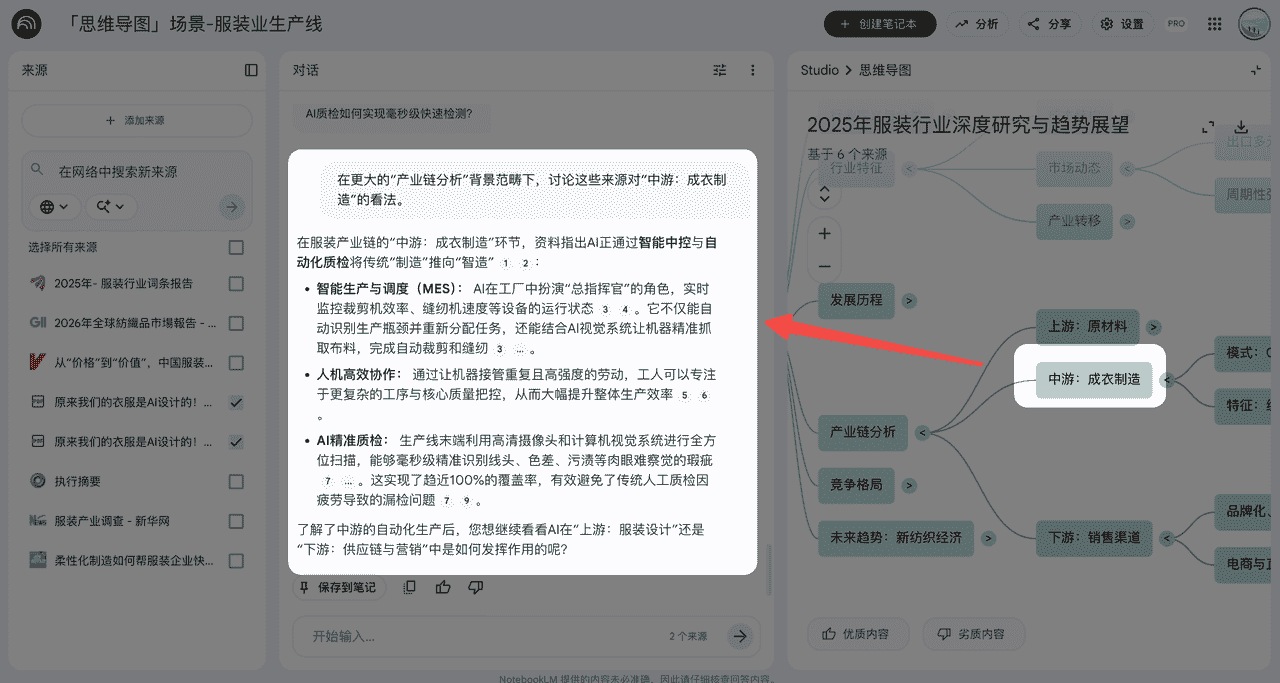 「思维导图」场景-服装业生产线
+ 创建笔记本
分析
分享
设置
PRO
来源
+ 添加来源
在网络中搜索新来源
选择所有来源
2025年- 服装行业词条报告
2026年全球紡織品市場報告 - ...
从“价格”到“价值”，中国服装...
原来我们的衣服是AI设计的！...
原来我们的衣服是AI设计的！...
执行摘要
服装产业调查 - 新华网
柔性化制造如何帮服装企业快...
对话
AI质检如何实现毫秒级快速检测?
在更大的“产业链分析”背景范畴下，讨论这些来源对“中游：成衣制
造”的看法。
在服装产业链的“中游：成衣制造”环节，资料指出AI正通过智能中控与自
动化质检将传统“制造”推向“智造” 1 2 ：
• 智能生产与调度（MES）： AI在工厂中扮演“总指挥官”的角色，实时
监控裁剪机效率、缝纫机速度等设备的运行状态 3 4 。它不仅能自
动识别生产瓶颈并重新分配任务，还能结合AI视觉系统让机器精准抓
取布料，完成自动裁剪和缝纫 3 ... 。
• 人机高效协作： 通过让机器接管重复且高强度的劳动，工人可以专注
于更复杂的工序与核心质量把控，从而大幅提升整体生产效率 5 6
。
• AI精准质检： 生产线末端利用高清摄像头和计算机视觉系统进行全方
位扫描，能够毫秒级精准识别线头、色差、污渍等肉眼难察觉的瑕疵
7 ... 。这实现了趋近100%的覆盖率，有效避免了传统人工质检因
疲劳导致的漏检问题 7 9 。
了解了中游的自动化生产后，您想继续看看AI在“上游：服装设计”还是
“下游：供应链与营销”中是如何发挥作用的呢?
保存到笔记
开始输入...
2 个来源
Studio > 思维导图
2025年服装行业深度研究与趋势展望
基于 6 个来源
行业特征
市场动态
出口多
周期性
产业转移
发展历程
上游：原材料
中游：成衣制造
模式：
特征：
产业链分析
竞争格局
未来趋势：新纺织经济
下游：销售渠道
品牌化、
电商与
优质内容
劣质内容
NotebookLM 提供的内容未必准确，因此请仔细核查回答内容。